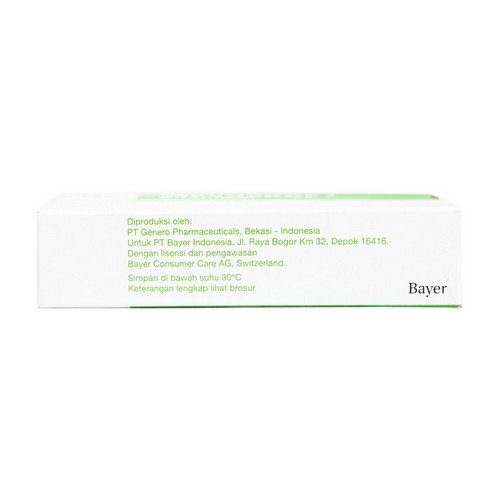 Diproduksi oleh:
PT Genero Pharmaceuticals, Bekasi - Indonesia
Untuk PT Bayer Indonesia, Jl. Raya Bogor Km 32, Depok 16416.
Dengan lisensi dan pengawasan
Bayer Consumer Care AG, Switzerland.
Simpan di bawah suhu 30°C
Keterangan lengkap lihat brosur
Bayer